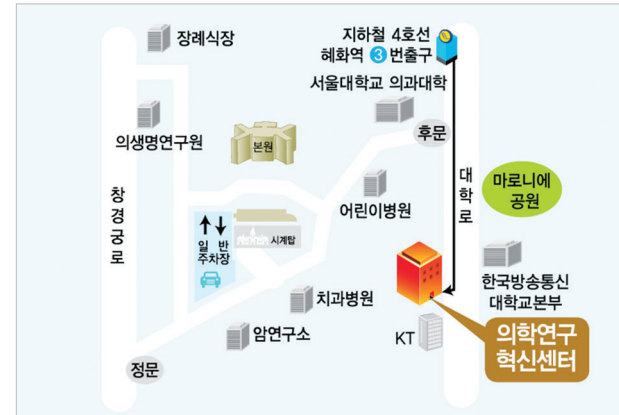 장례식장
지하철 4호선
혜화역 3 번출구
서울대학교 의과대학
의생명연구원
본원
후문
창경궁로
대학로
마로니에
공원
어린이병원
일 반
주차장
시계탑
한국방송통신
대학교본부
치과병원
암연구소
KT
의학연구
혁신센터
정문